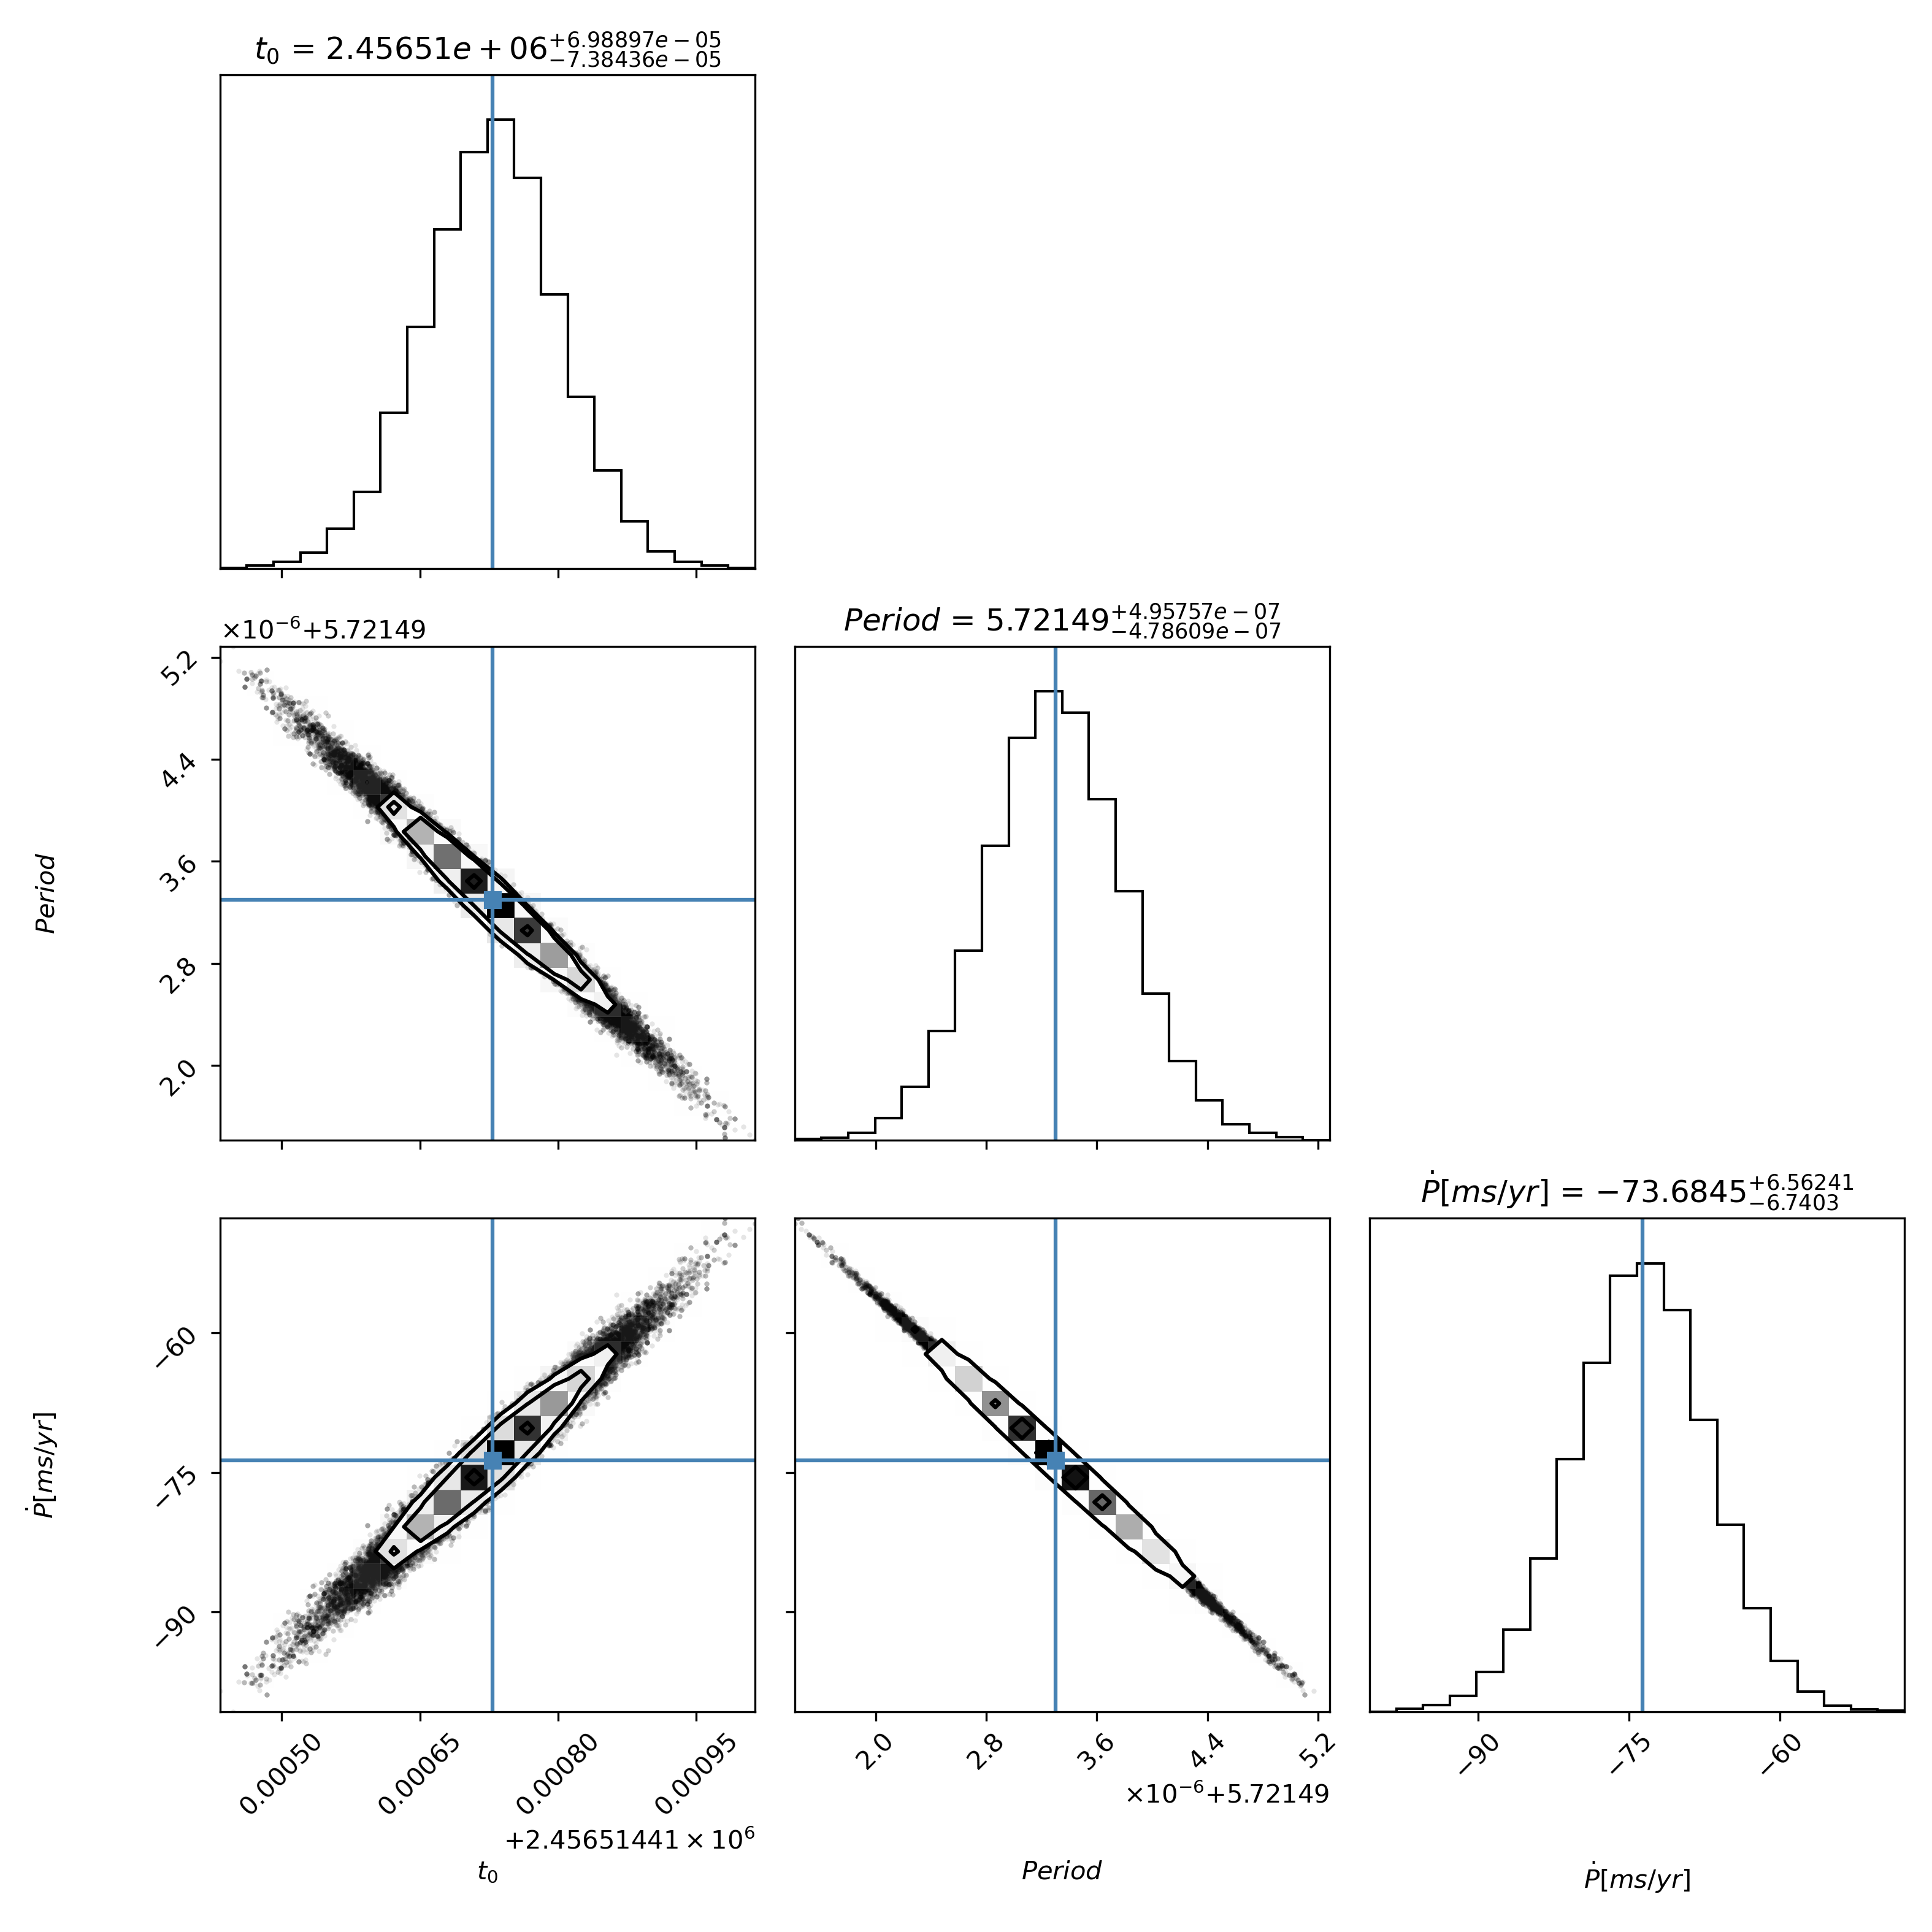 t₀ = 2.45651e + 06 +6.98897e − 05 −7.38436e − 05
×10⁻⁶+5.72149
Period = 5.72149 +4.95757e − 07 −4.78609e − 07
5.2
4.4
3.6
2.8
2.0
Period
Ṗ[ms/yr] = −73.6845 +6.56241 −6.7403
−60
−75
−90
Ṗ[ms/yr]
0.00050 0.00065 0.00080 0.00095
2.0 2.8 3.6 4.4 5.2
−90 −75 −60
×10⁻⁶+5.72149
+2.45651441 × 10⁶
t₀
Period
Ṗ[ms/yr]